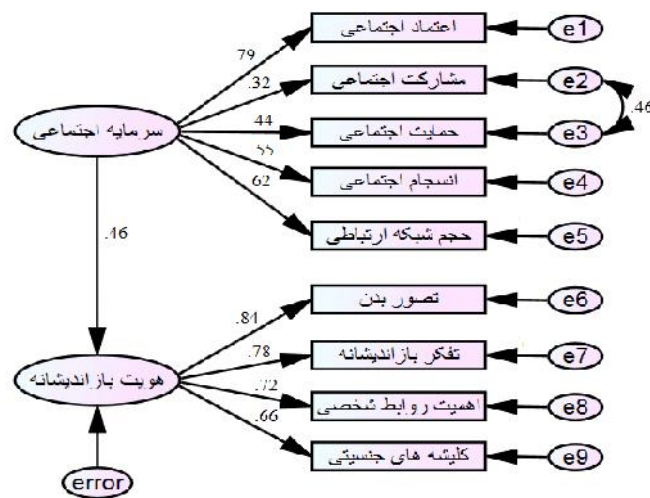 اعتماد اجتماعی
e1
.79
مشارکت اجتماعی
e2
.32
سرمایه اجتماعی
.44
حمایت اجتماعی
e3
.46
.55
انسجام اجتماعی
e4
.62
حجم شبکه ارتباطی
e5
.46
تصور بدن
e6
.84
تفکر بازاندیشانه
e7
.78
هویت بازاندیشانه
.72
اهمیت روابط شخصی
e8
.66
کلیشه های جنسیتی
e9
error